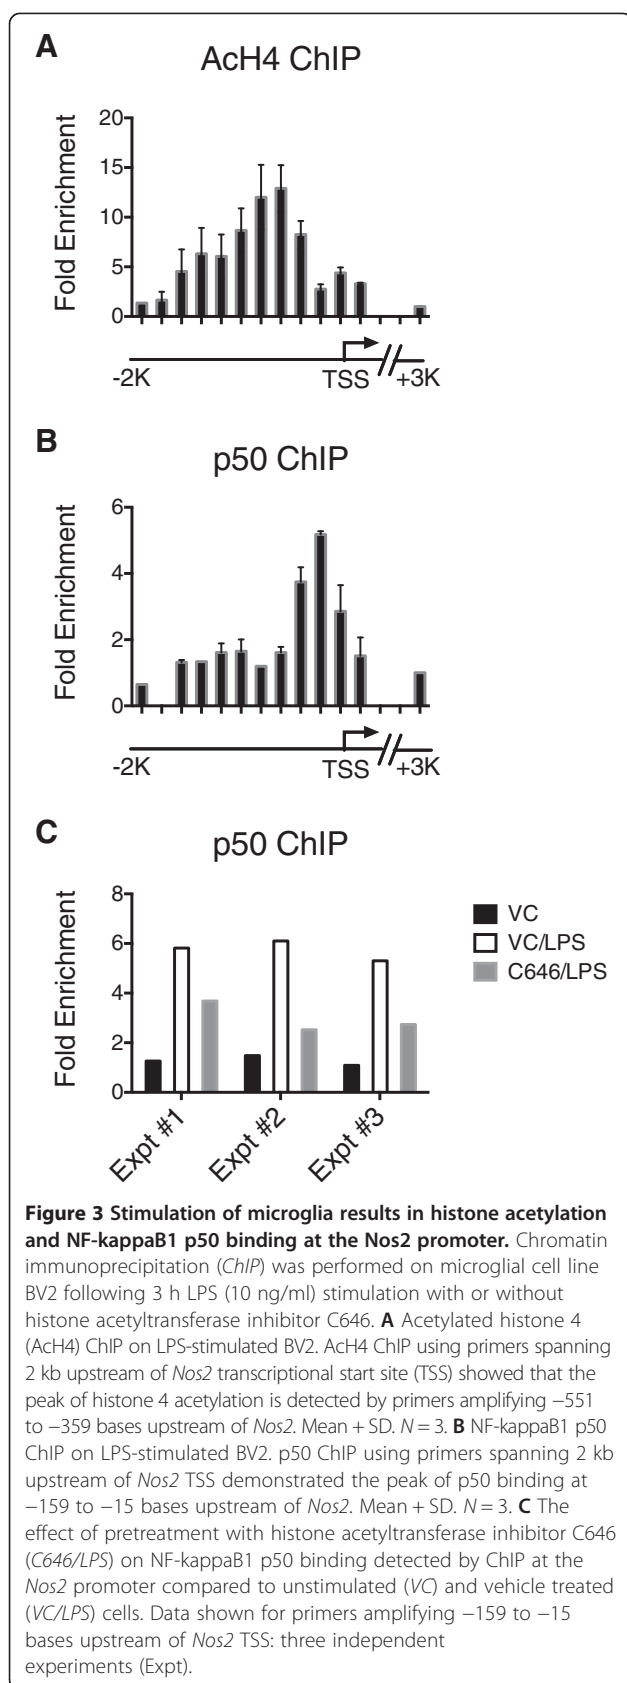 A
AcH4 ChIP
Fold Enrichment
20
15
10
5
0
-2K
TSS
+3K
B
p50 ChIP
Fold Enrichment
6
4
2
0
-2K
TSS
+3K
C
p50 ChIP
Fold Enrichment
8
6
4
2
0
VC
VC/LPS
C646/LPS
Expt #1
Expt #2
Expt #3
Figure 3 Stimulation of microglia results in histone acetylation
and NF-kappaB1 p50 binding at the Nos2 promoter. Chromatin
immunoprecipitation (ChIP) was performed on microglial cell line
BV2 following 3 h LPS (10 ng/ml) stimulation with or without
histone acetyltransferase inhibitor C646. A Acetylated histone 4
(AcH4) ChIP on LPS-stimulated BV2. AcH4 ChIP using primers spanning
2 kb upstream of Nos2 transcriptional start site (TSS) showed that the
peak of histone 4 acetylation is detected by primers amplifying −551
to −359 bases upstream of Nos2. Mean + SD. N = 3. B NF-kappaB1 p50
ChIP on LPS-stimulated BV2. p50 ChIP using primers spanning 2 kb
upstream of Nos2 TSS demonstrated the peak of p50 binding at
−159 to −15 bases upstream of Nos2. Mean + SD. N = 3. C The
effect of pretreatment with histone acetyltransferase inhibitor C646
(C646/LPS) on NF-kappaB1 p50 binding detected by ChIP at the
Nos2 promoter compared to unstimulated (VC) and vehicle treated
(VC/LPS) cells. Data shown for primers amplifying −159 to −15
bases upstream of Nos2 TSS: three independent
experiments (Expt).